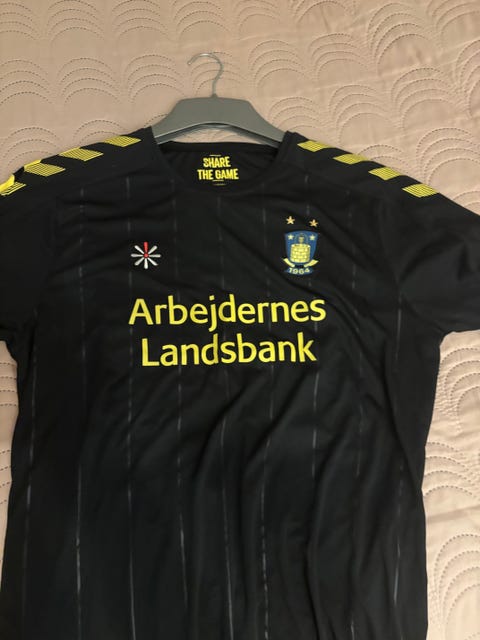 SHARE
THE GAME
1964
Arbejdernes
Landsbank